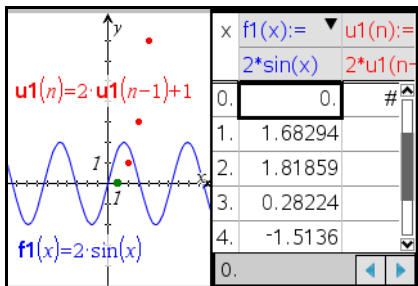 y
u1(n)=2·u1(n-1)+1
1
x
1
f1(x)=2·sin(x)
x f1(x):= ▼ u1(n):=
2*sin(x) 2*u1(n-
0. 0. #
1. 1.68294
2. 1.81859
3. 0.28224
4. -1.5136
0.